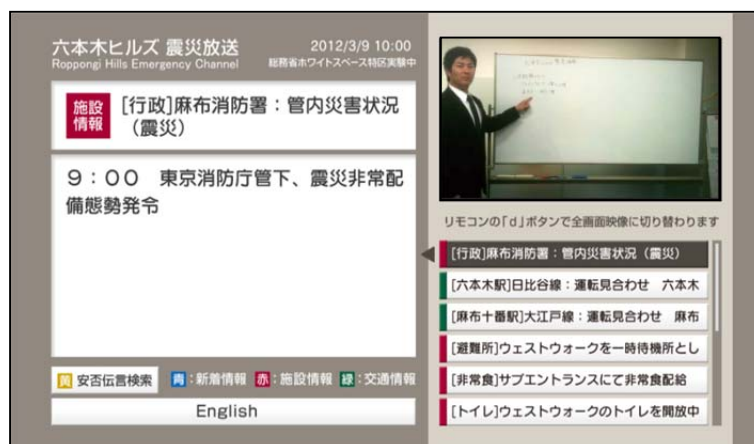 六本木ヒルズ 震災放送
Roppongi Hills Emergency Channel
2012/3/9 10:00
総務省ホワイトスペース特区実験中
施設
情報
[行政]麻布消防署：管内災害状況
（震災）
9：00　東京消防庁管下、震災非常配
備態勢発令
黄 安否伝言検索
青：新着情報 赤：施設情報 緑：交通情報
English
リモコンの「d」ボタンで全画面映像に切り替わります
[行政]麻布消防署：管内災害状況（震災）
[六本木駅]日比谷線：運転見合わせ　六本木
[麻布十番駅]大江戸線：運転見合わせ　麻布
[避難所]ウェストウォークを一時待機所とし
[非常食]サブエントランスにて非常食配給
[トイレ]ウェストウォークのトイレを開放中